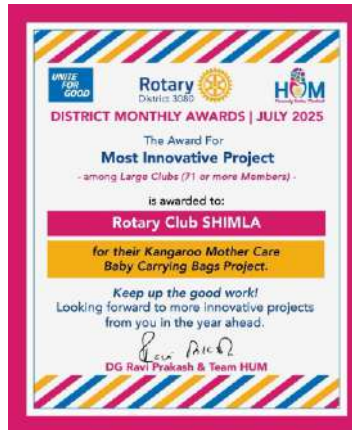 UNITE
FOR
GOOD
Rotary
District 3080
HUM
DISTRICT MONTHLY AWARDS | JULY 2025
The Award For
Most Innovative Project
- among Large Clubs (71 or more Members) -
is awarded to:
Rotary Club SHIMLA
for their Kangaroo Mother Care
Baby Carrying Bags Project.
Keep up the good work!
Looking forward to more innovative projects
from you in the year ahead.
DG Ravi Prakash & Team HUM